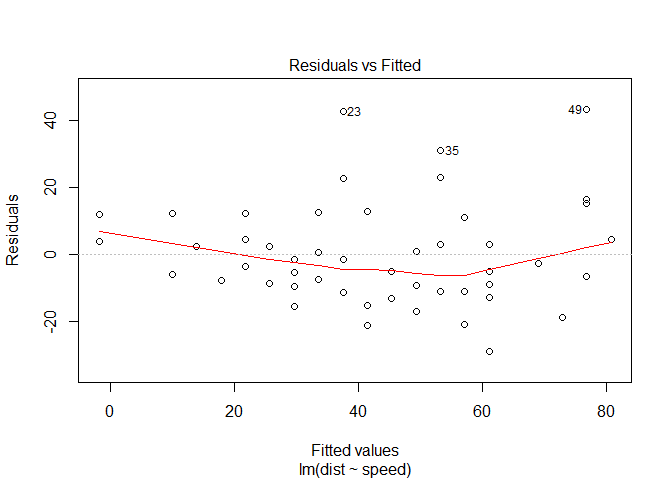 Residuals vs Fitted
Residuals
40
20
0
-20
23
35
49
0 20 40 60 80
Fitted values
lm(dist ~ speed)